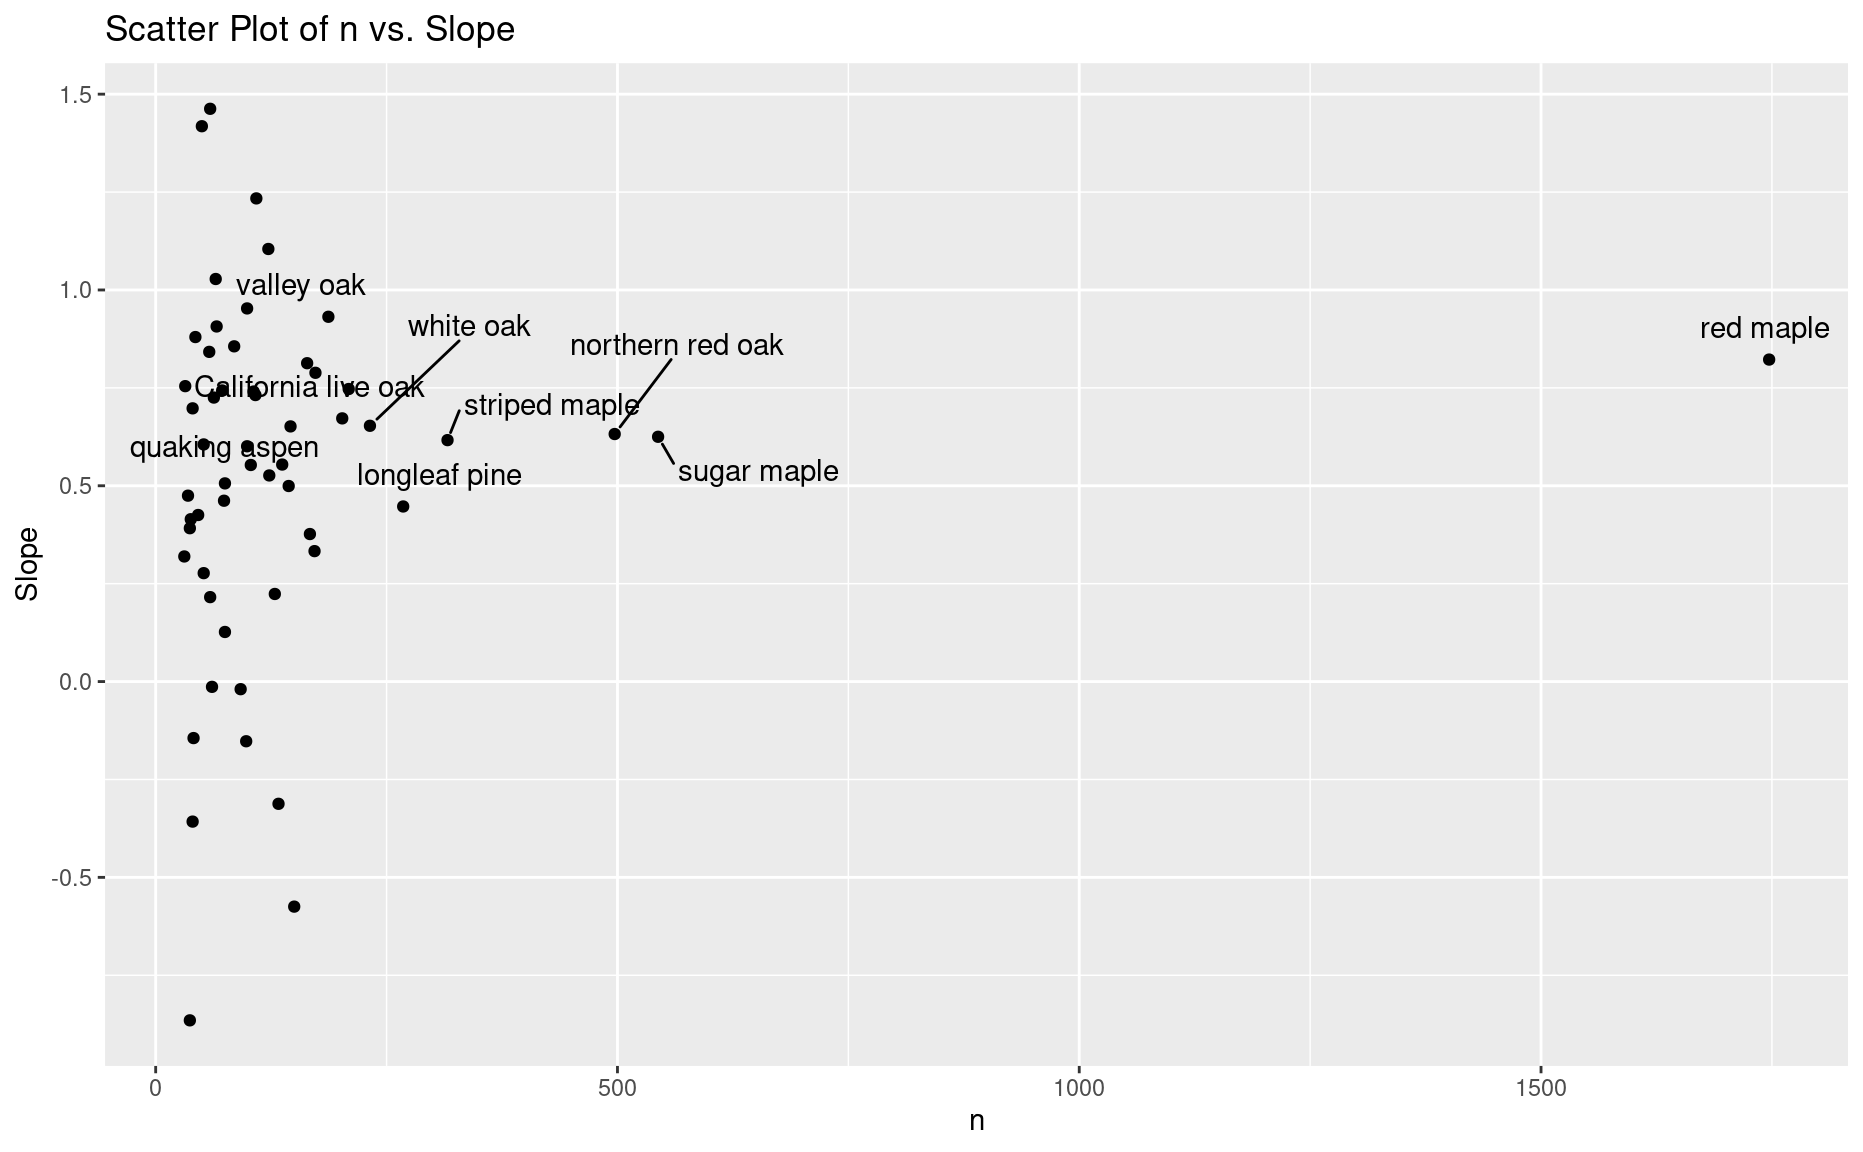 Scatter Plot of n vs. Slope
1.5
1.0
0.5
0.0
-0.5
Slope
valley oak
white oak
northern red oak
red maple
California live oak
striped maple
quaking aspen
longleaf pine
sugar maple
0
500
1000
1500
n